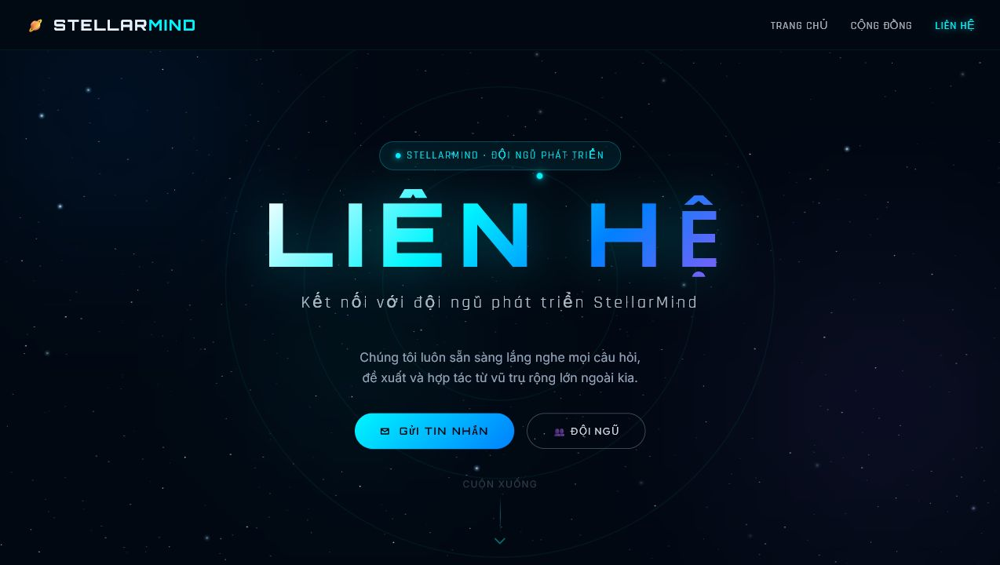 STELLARMIND
TRANG CHỦ
CỘNG ĐỒNG
LIÊN HỆ
STELLARMIND · ĐỘI NGŨ PHÁT TRIỂN
LIÊN HỆ
Kết nối với đội ngũ phát triển StellarMind
Chúng tôi luôn sẵn sàng lắng nghe mọi câu hỏi,
đề xuất và hợp tác từ vũ trụ rộng lớn ngoài kia.
GửI TIN NHắN
ĐỘI NGŨ
CUỘN XUỐNG